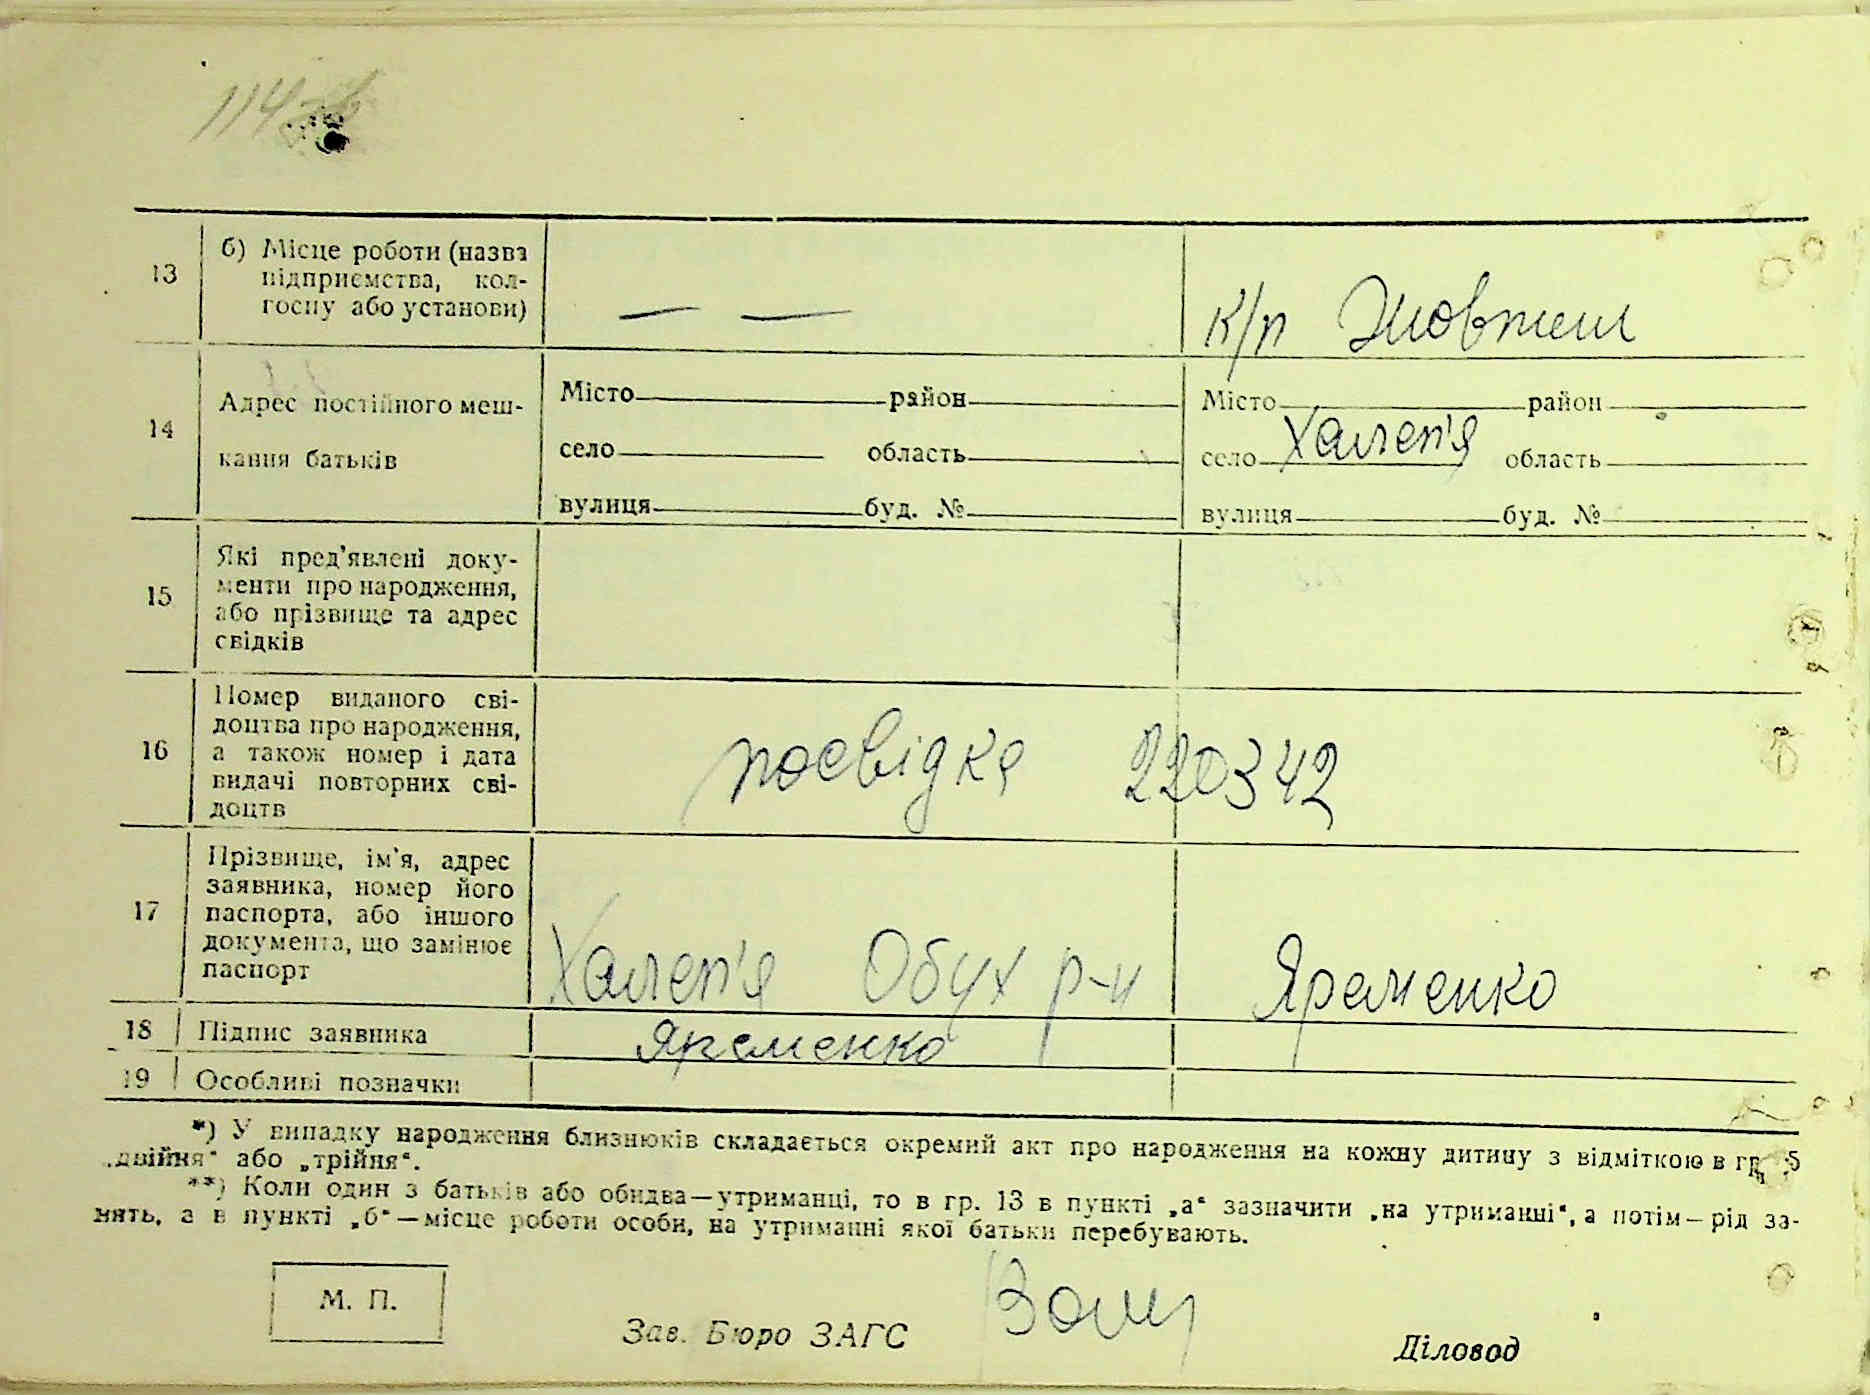 114 зв
13 б) Місце роботи (назва
підприємства, кол-
госпу або установи) — — к/п Жовтень
14 Адрес постійного меш-
кання батьків
Місто район
село область
вулиця буд. №
Місто район
село Халеп'я область
вулиця буд. №
15 Які пред'явлені доку-
менти про народження,
або прізвище та адрес
свідків
16 Номер виданого сві-
доцтва про народження,
а також номер і дата
видачі повторних сві-
доцтв
посвідка 220342
17 Прізвище, ім'я, адрес
заявника, номер його
паспорта, або іншого
документа, що замінює
паспорт
Халеп'я Обух р-н Яременко
18 Підпис заявника Яременко
19 Особливі позначки
*) У випадку народження близнюків складається окремий акт про народження на кожну дитину з відміткою в гр. 5
„двійня“ або „трійня“.
**) Коли один з батьків або обидва—утриманці, то в гр. 13 в пункті „а“ зазначити „на утриманні“, а потім—рід за-
нять, а в пункті „б“—місце роботи особи, на утриманні якої батьки перебувають.
М. П.
Зав. Бюро ЗАГС
Діловод